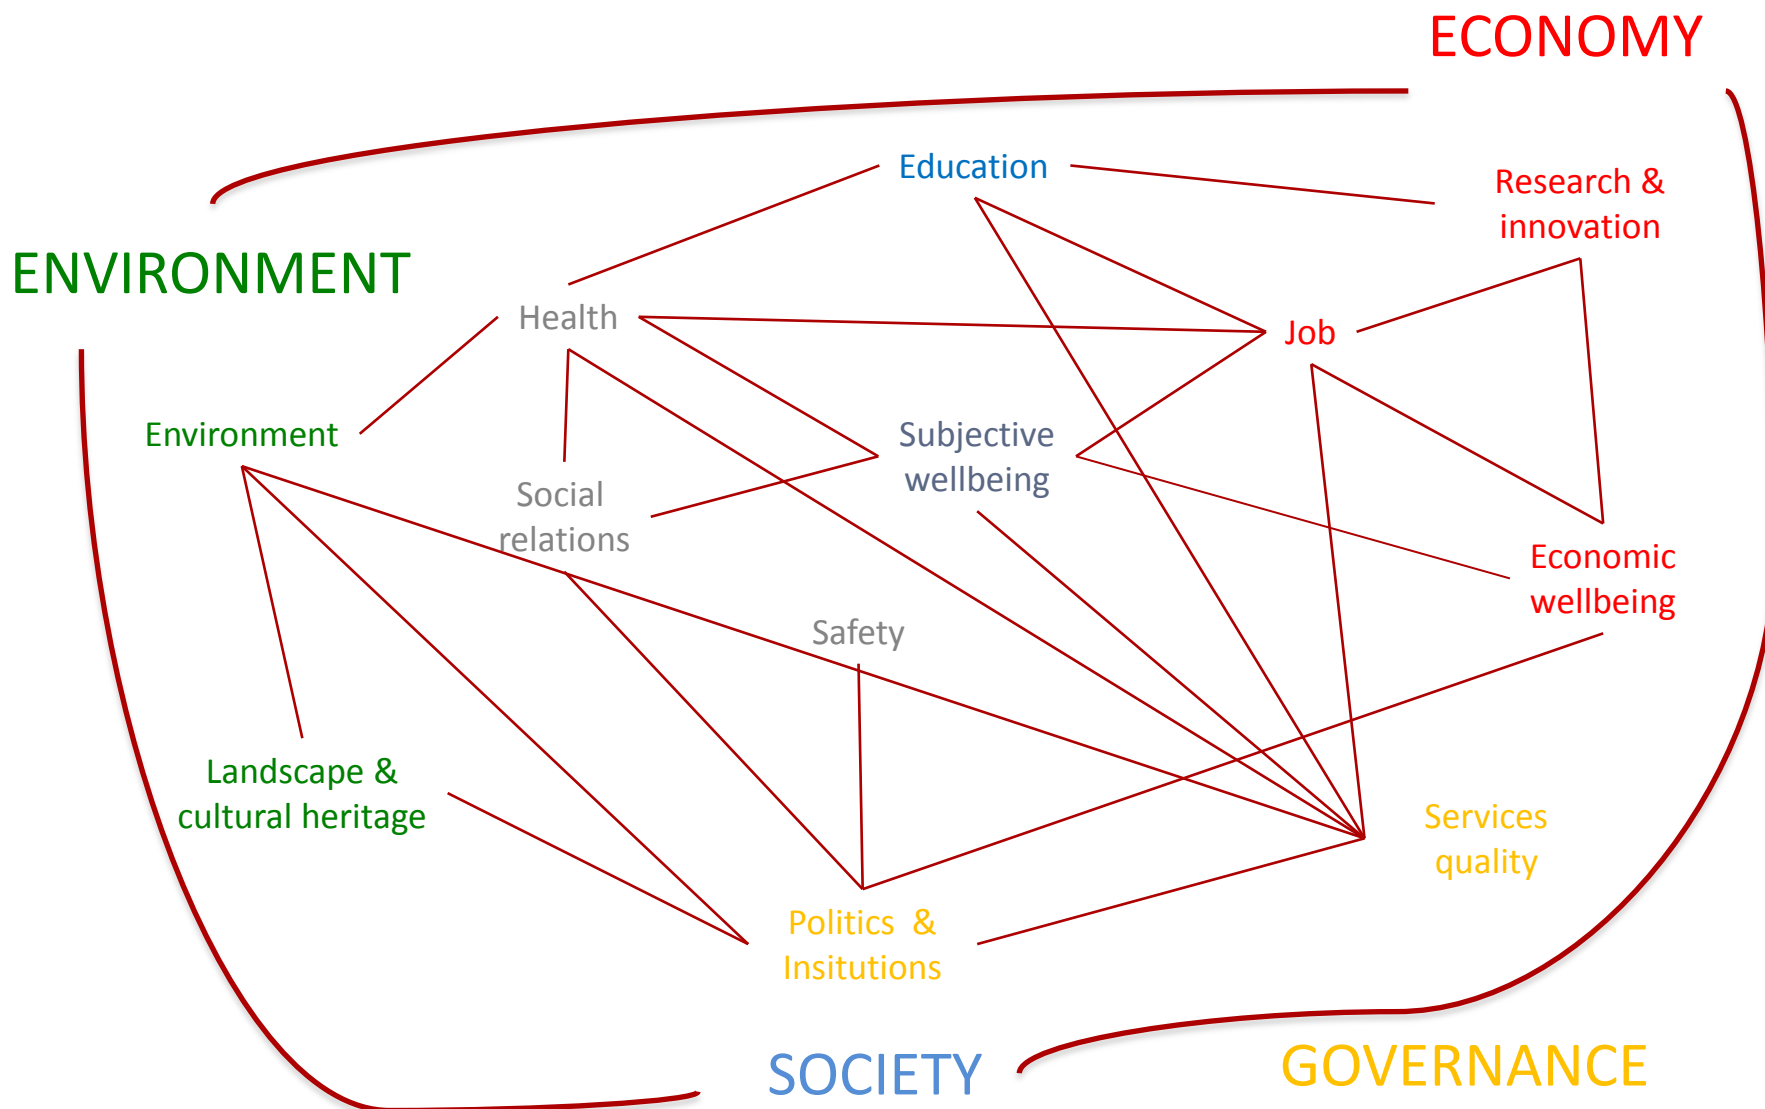 ECONOMY
Education
Research &
innovation
ENVIRONMENT
Health
Job
Environment
Subjective
wellbeing
Social
relations
Economic
wellbeing
Safety
Landscape &
cultural heritage
Services
quality
Politics  &
Insitutions
SOCIETY
GOVERNANCE